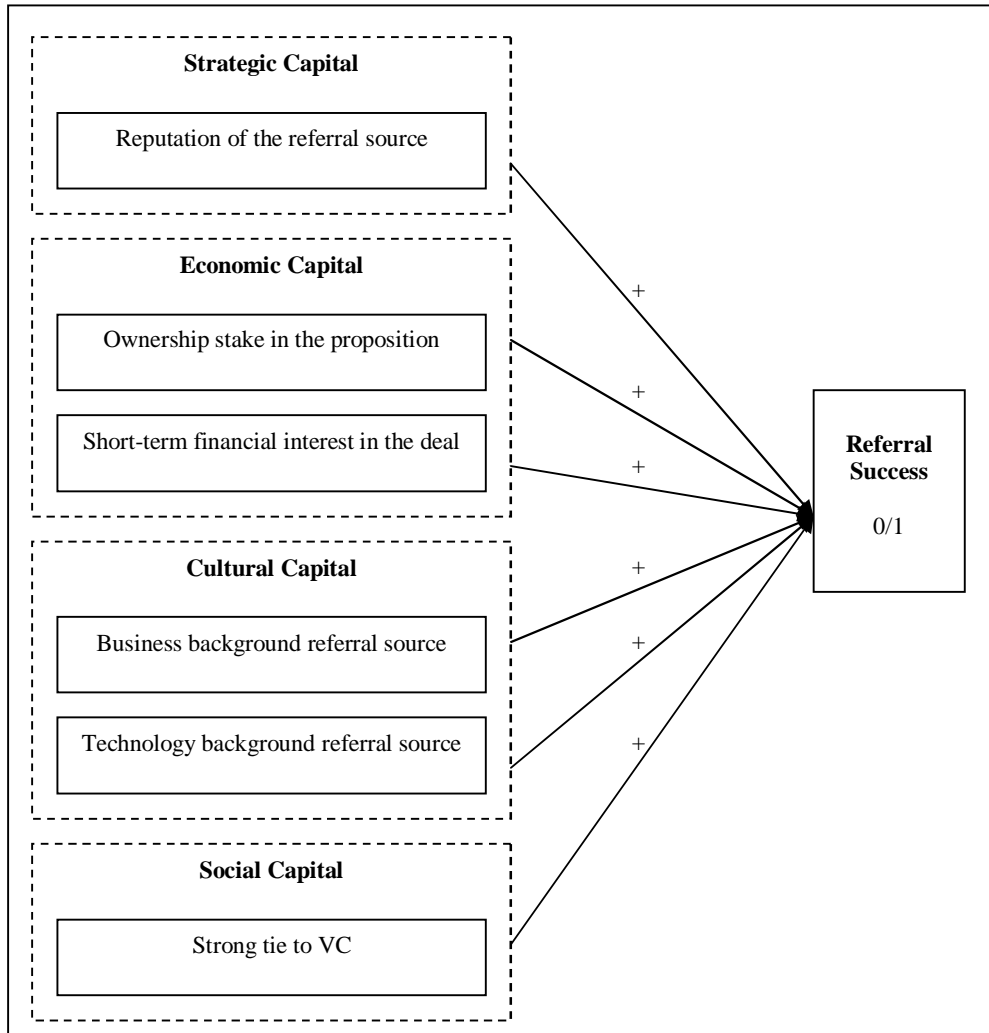 Strategic Capital
Reputation of the referral source
Economic Capital
Ownership stake in the proposition
Short-term financial interest in the deal
Cultural Capital
Business background referral source
Technology background referral source
Social Capital
Strong tie to VC
+
+
+
+
+
+
Referral
Success
0/1